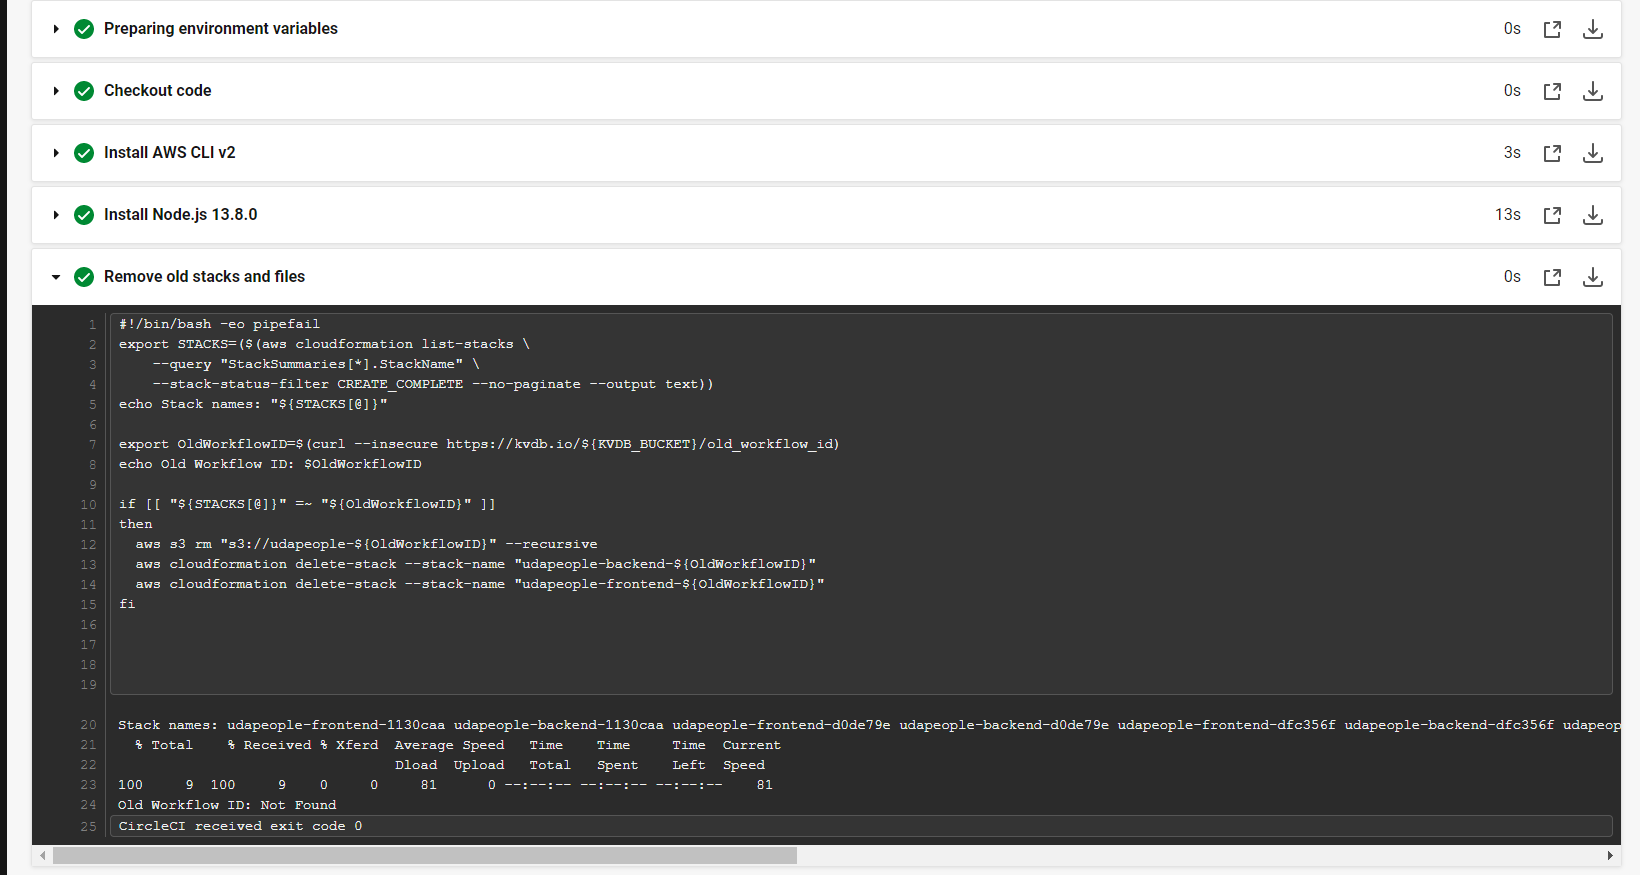 Preparing environment variables 0s
Checkout code 0s
Install AWS CLI v2 3s
Install Node.js 13.8.0 13s
Remove old stacks and files 0s
1 #!/bin/bash -eo pipefail
2 export STACKS=($(aws cloudformation list-stacks \
3     --query "StackSummaries[*].StackName" \
4     --stack-status-filter CREATE_COMPLETE --no-paginate --output text))
5 echo Stack names: "${STACKS[@]}"
6
7 export OldWorkflowID=$(curl --insecure https://kvdb.io/${KVDB_BUCKET}/old_workflow_id)
8 echo Old Workflow ID: $OldWorkflowID
9
10 if [[ "${STACKS[@]}" =~ "${OldWorkflowID}" ]]
11 then
12   aws s3 rm "s3://udapeople-${OldWorkflowID}" --recursive
13   aws cloudformation delete-stack --stack-name "udapeople-backend-${OldWorkflowID}"
14   aws cloudformation delete-stack --stack-name "udapeople-frontend-${OldWorkflowID}"
15 fi
16
17
18
19
20 Stack names: udapeople-frontend-1130caa udapeople-backend-1130caa udapeople-frontend-d0de79e udapeople-backend-d0de79e udapeople-frontend-dfc356f udapeople-backend-dfc356f udapeop
21   % Total    % Received % Xferd  Average Speed   Time    Time     Time  Current
22                                  Dload  Upload   Total   Spent    Left  Speed
23 100     9  100     9    0     0     81      0 --:--:-- --:--:-- --:--:--    81
24 Old Workflow ID: Not Found
25 CircleCI received exit code 0